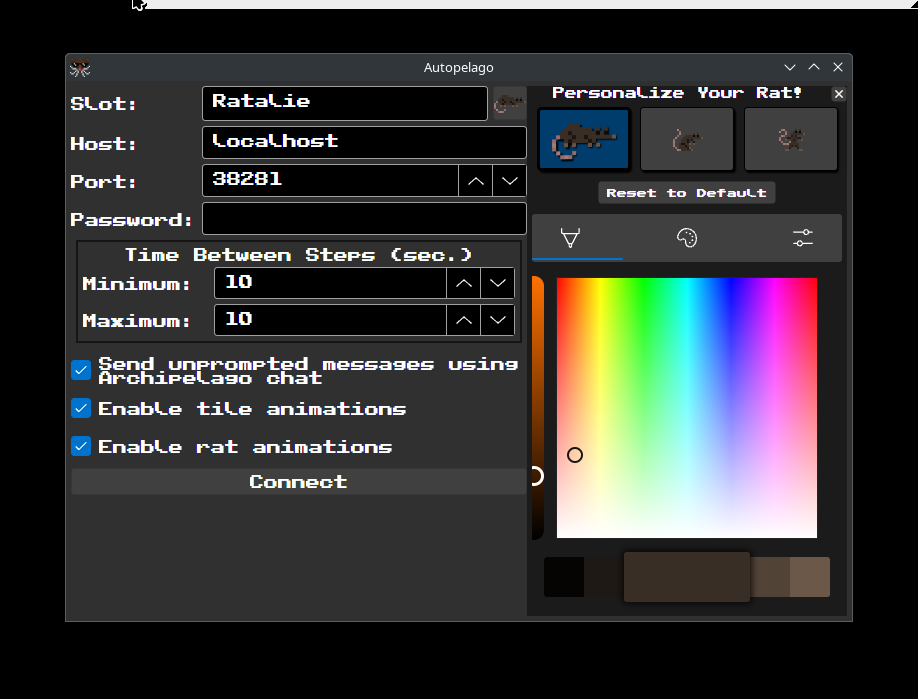 Autopelago
Slot:
Ratalie
Host:
localhost
Port:
38281
Password:
Time Between Steps (sec.)
Minimum:
10
Maximum:
10
Send unprompted messages using
Archipelago chat
Enable tile animations
Enable rat animations
Connect
Personalize Your Rat!
Reset to Default